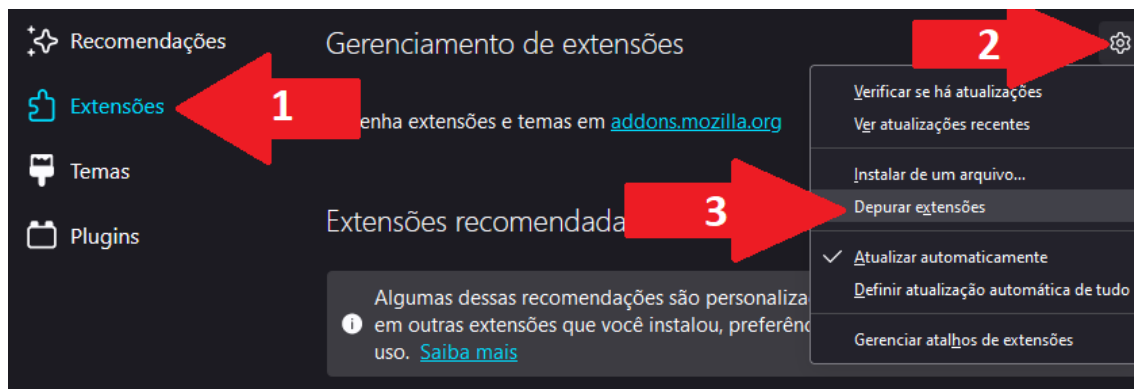 Recomendações
Extensões
Temas
Plugins
1
Gerenciamento de extensões
2
enha extensões e temas em addons.mozilla.org
Extensões recomendada
3
Algumas dessas recomendações são personaliza
em outras extensões que você instalou, preferênc
uso. Saiba mais
Verificar se há atualizações
Ver atualizações recentes
Instalar de um arquivo...
Depurar extensões
Atualizar automaticamente
Definir atualização automática de tudo
Gerenciar atalhos de extensões